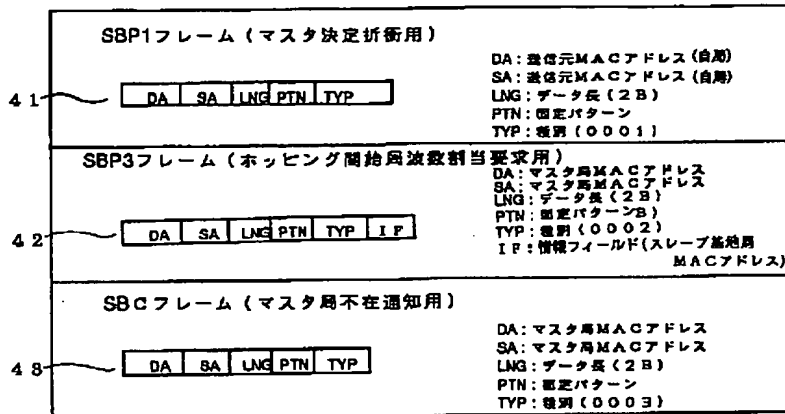 SBP1フレーム(マスタ決定折衝用)
41
DA SA LNG PTN TYP
DA:送信元MACアドレス(自局)
SA:送信元MACアドレス(自局)
LNG:データ長(2B)
PTN:固定パターン
TYP:種別(0001)
SBP3フレーム(ホッピング開始局波数割当要求用)
42
DA SA LNG PTN TYP IF
DA:マスタ局MACアドレス
SA:マスタ局MACアドレス
LNG:データ長(2B)
PTN:固定パターンB)
TYP:種別(0002)
IF:情報フィールド(スレーブ基地局
MACアドレス)
SBCフレーム(マスタ局不在通知用)
43
DA SA LNG PTN TYP
DA:マスタ局MACアドレス
SA:マスタ局MACアドレス
LNG:データ長(2B)
PTN:固定パターン
TYP:種別(0003)